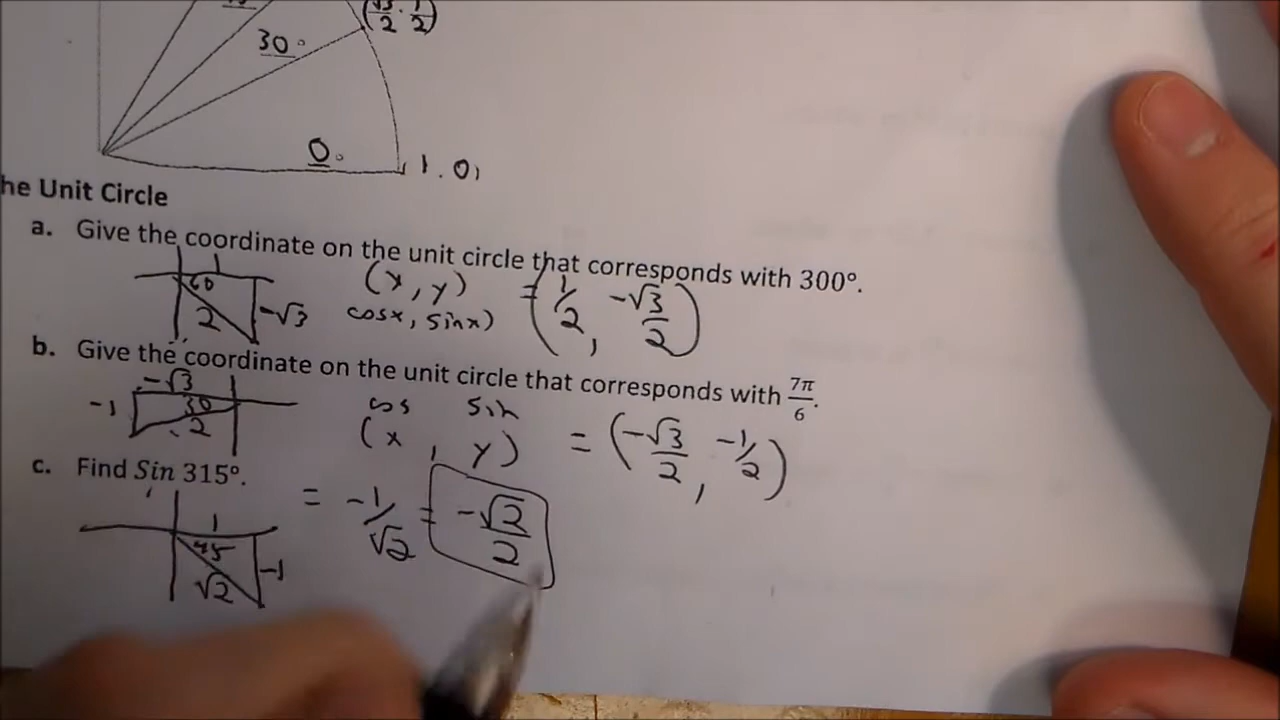 (√3/2 . 1/2)
30°
0°
1.0)
he Unit Circle
a. Give the coordinate on the unit circle that corresponds with 300°.
1
60
2
-√3
(x, y)
cosx, sinx)
= (1/2, -√3/2)
b. Give the coordinate on the unit circle that corresponds with 7π/6.
-√3
-1
30
2
cos sin
(x, y)
= (-√3/2, -1/2)
c. Find Sin 315°.
1
45
√2
-1
= -1/√2 = -√2/2